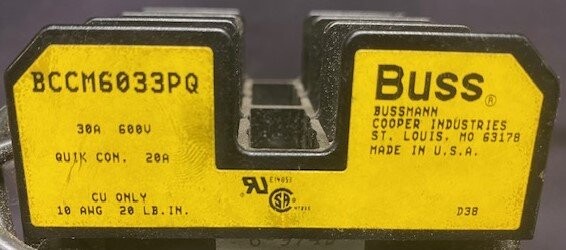 BCCM6033PQ
30A 600V
QUIK CON. 20A
CU ONLY
10 AWG 20 LB.IN.
Buss®
BUSSMANN
COOPER INDUSTRIES
ST. LOUIS, MO 63178
MADE IN U.S.A.
D38